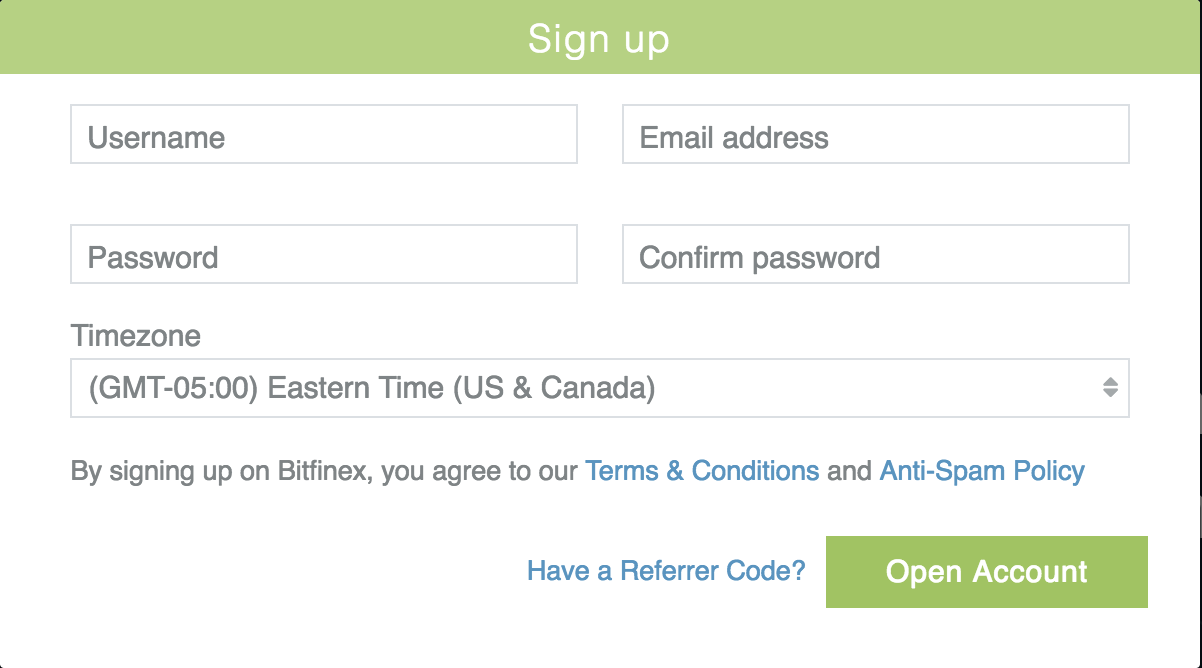 Sign up
Username
Email address
Password
Confirm password
Timezone
(GMT-05:00) Eastern Time (US & Canada)
By signing up on Bitfinex, you agree to our Terms & Conditions and Anti-Spam Policy
Have a Referrer Code?
Open Account